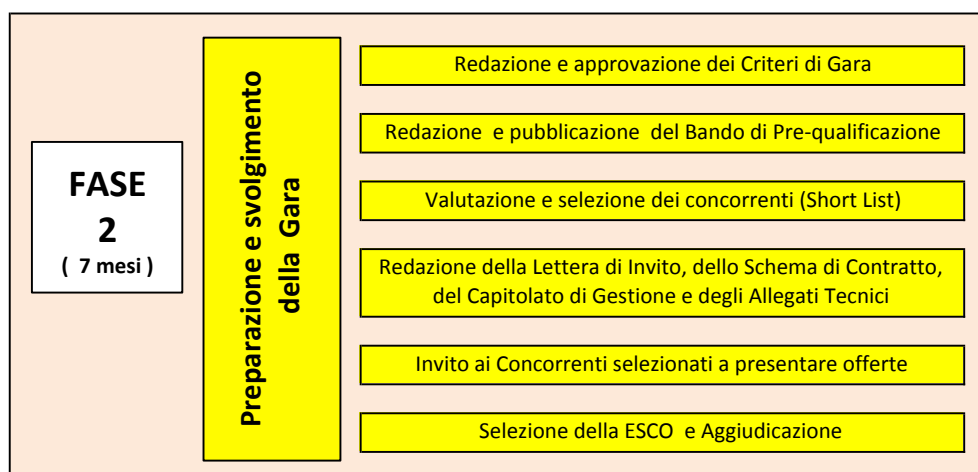 FASE
2
( 7 mesi )
Preparazione e svolgimento
della Gara
Redazione e approvazione dei Criteri di Gara
Redazione e pubblicazione del Bando di Pre-qualificazione
Valutazione e selezione dei concorrenti (Short List)
Redazione della Lettera di Invito, dello Schema di Contratto,
del Capitolato di Gestione e degli Allegati Tecnici
Invito ai Concorrenti selezionati a presentare offerte
Selezione della ESCO e Aggiudicazione